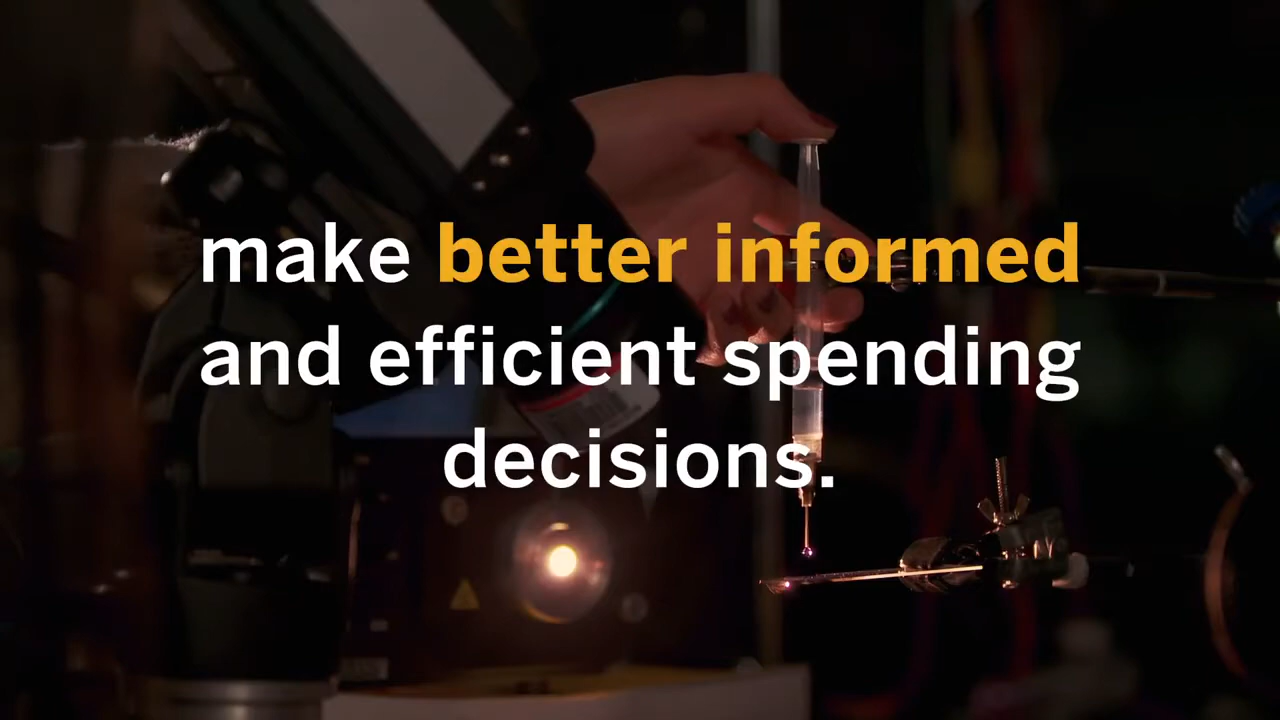 make better informed
and efficient spending
decisions.